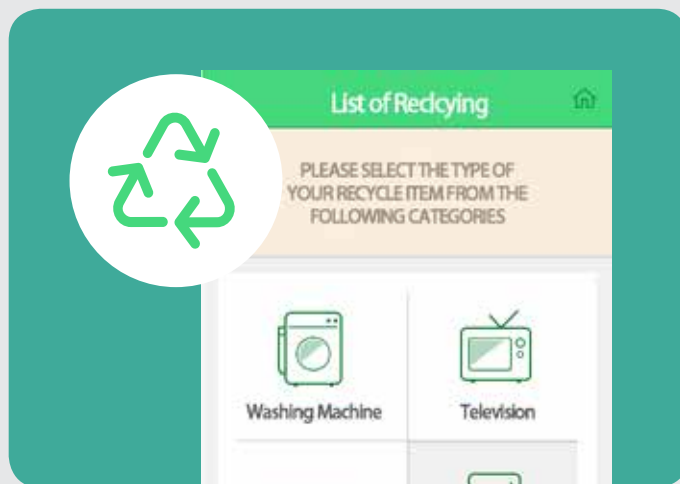 List of Reclcying
PLEASE SELECT THE TYPE OF
YOUR RECYCLE ITEM FROM THE
FOLLOWING CATEGORIES
Washing Machine
Television